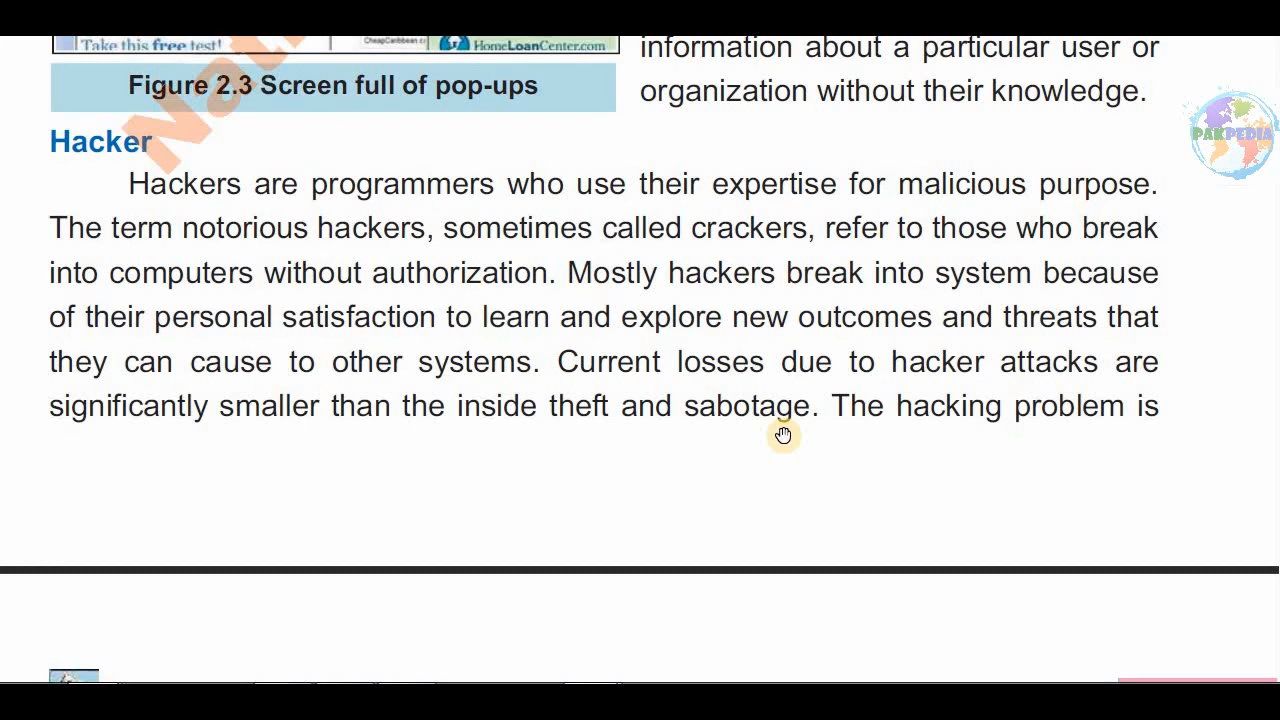 Take this free test!
CheapCaribbean.c
HomeLoanCenter.com
information about a particular user or
Figure 2.3 Screen full of pop-ups
organization without their knowledge.
PAKPEDIA
Hacker
Hackers are programmers who use their expertise for malicious purpose.
The term notorious hackers, sometimes called crackers, refer to those who break
into computers without authorization. Mostly hackers break into system because
of their personal satisfaction to learn and explore new outcomes and threats that
they can cause to other systems. Current losses due to hacker attacks are
significantly smaller than the inside theft and sabotage. The hacking problem is